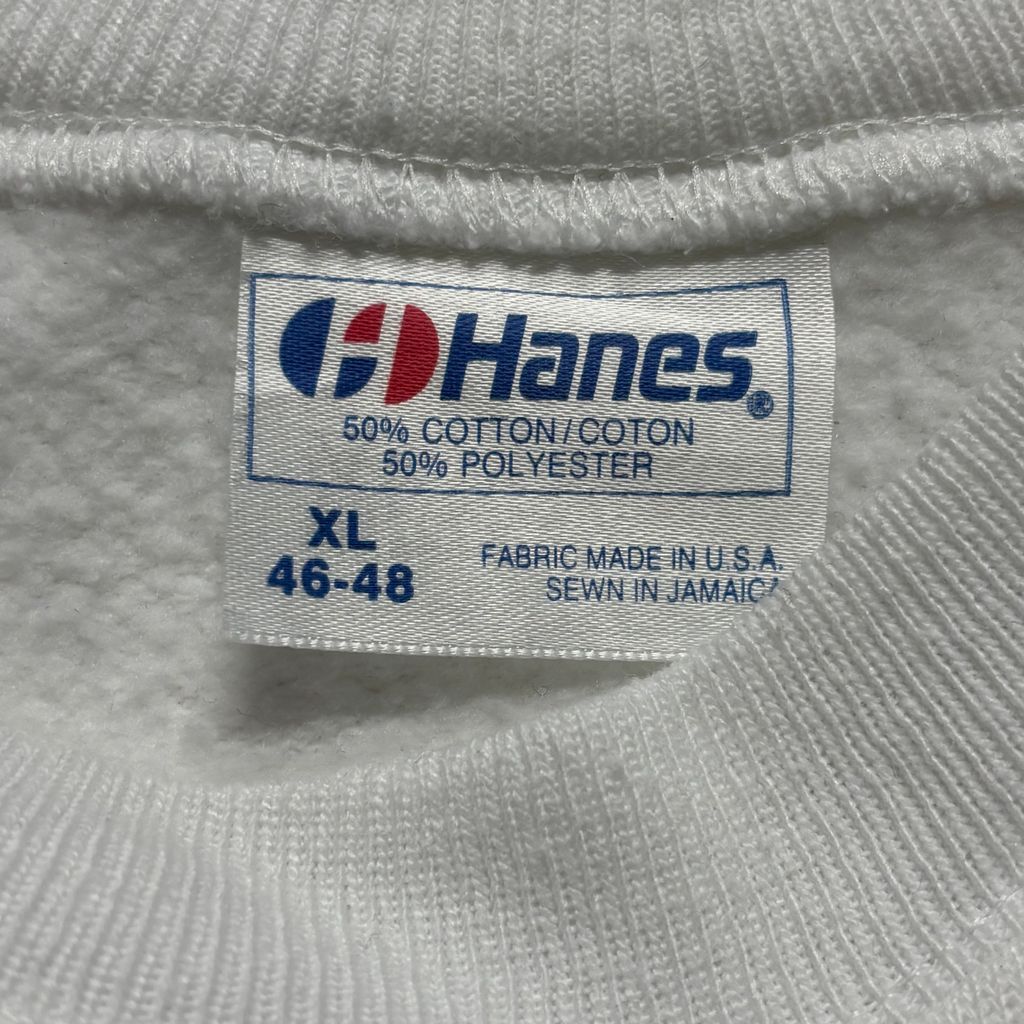 Hanes®
50% COTTON/COTON
50% POLYESTER
XL
46-48
FABRIC MADE IN U.S.A.
SEWN IN JAMAICA